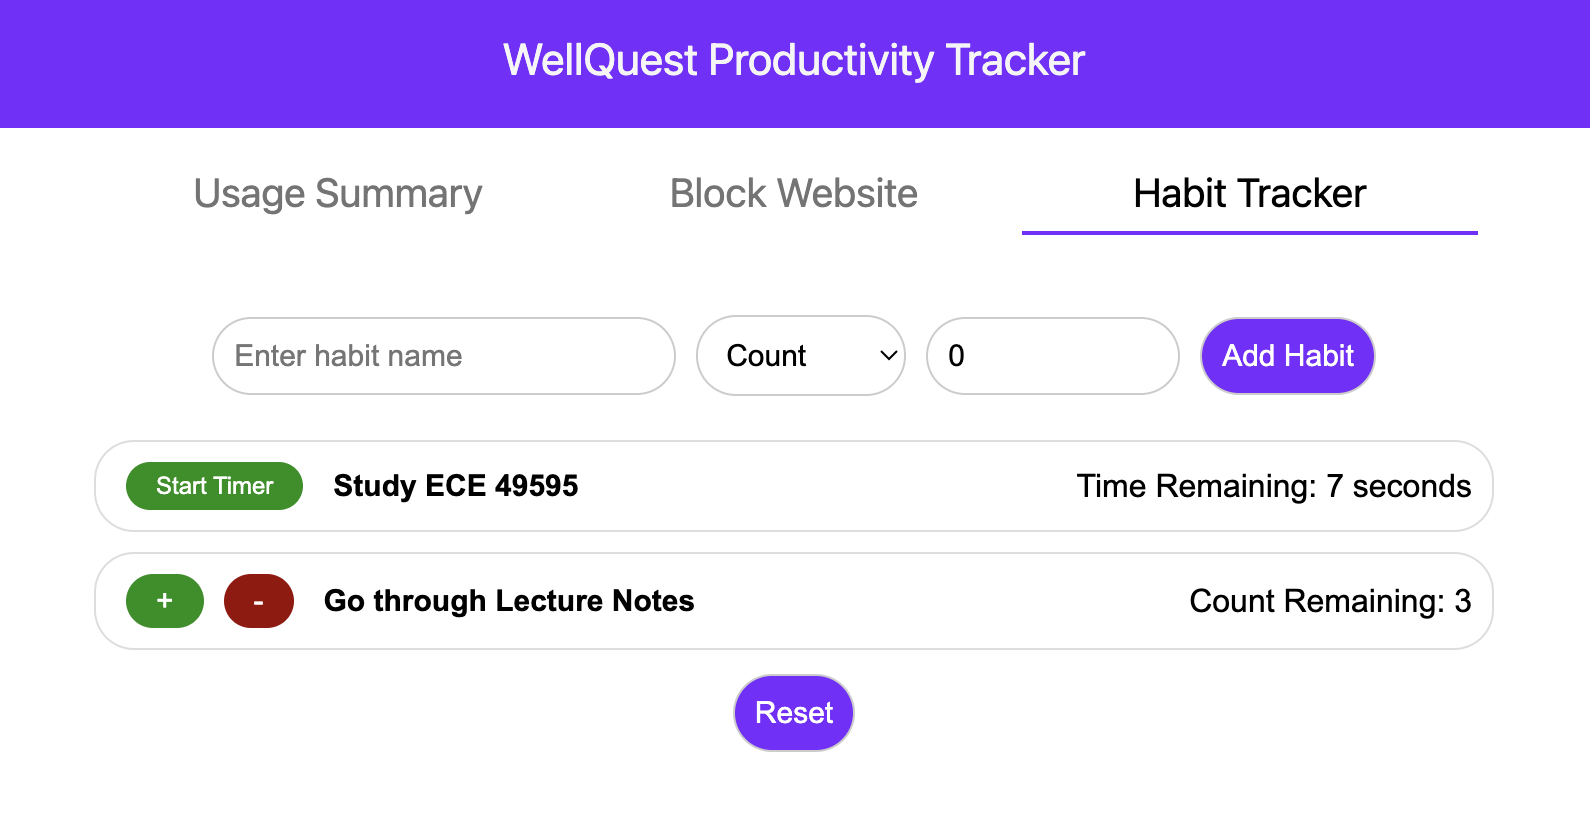 WellQuest Productivity Tracker
Usage Summary Block Website Habit Tracker
Enter habit name Count 0 Add Habit
Start Timer Study ECE 49595 Time Remaining: 7 seconds
+ - Go through Lecture Notes Count Remaining: 3
Reset